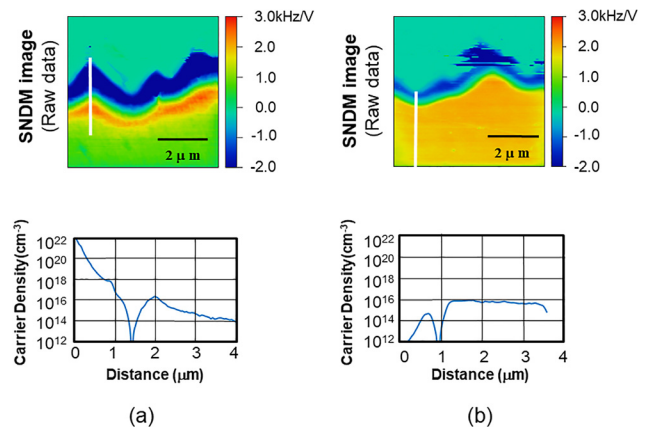 SNDM image
(Raw data)
3.0kHz/V
2.0
1.0
0.0
-1.0
-2.0
2 μ m
SNDM image
(Raw data)
3.0kHz/V
2.0
1.0
0.0
-1.0
-2.0
2 μ m
Carrier Density(cm-3)
10²²
10²⁰
10¹⁸
10¹⁶
10¹⁴
10¹²
0 1 2 3 4
Distance (μm)
(a)
Carrier Density(cm-3)
10²²
10²⁰
10¹⁸
10¹⁶
10¹⁴
10¹²
0 1 2 3 4
Distance (μm)
(b)